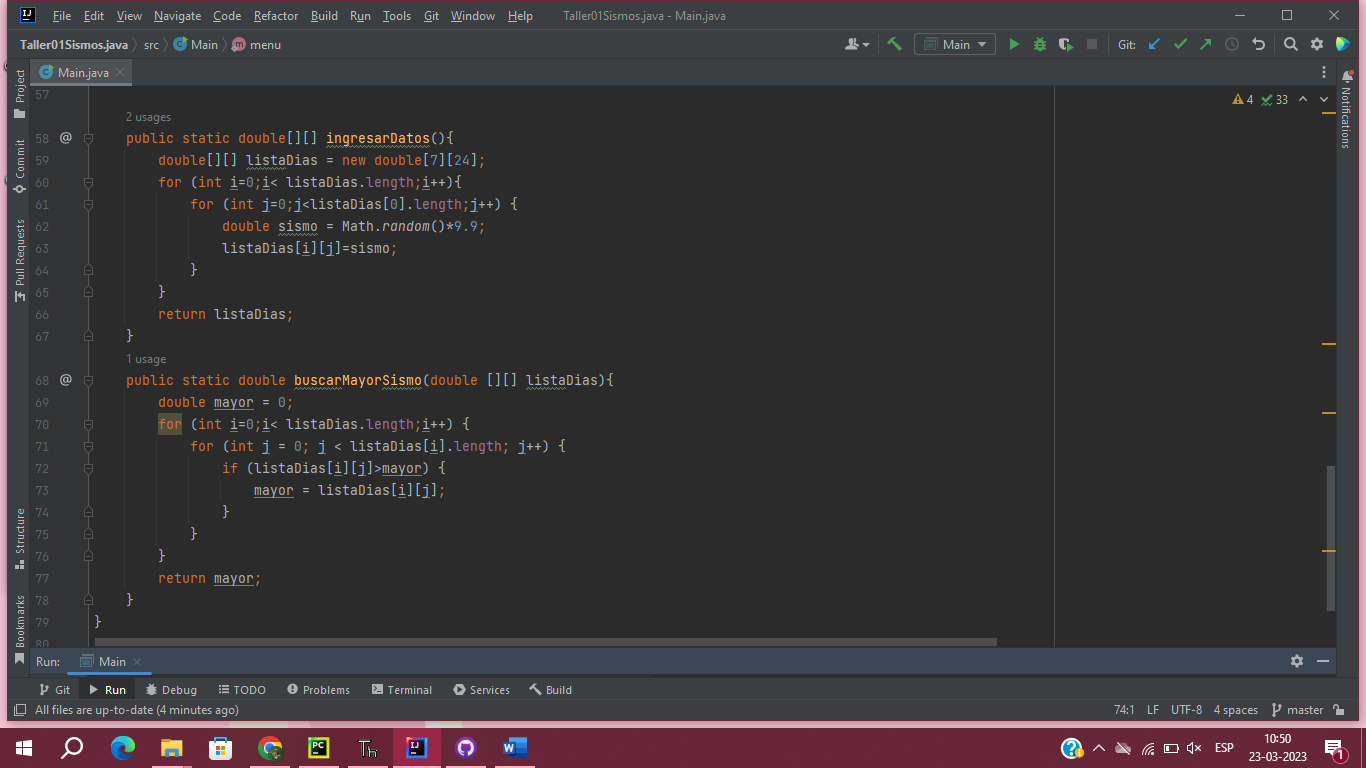 File Edit View Navigate Code Refactor Build Run Tools Git Window Help Taller01Sismos.java - Main.java
Taller01Sismos.java src Main menu Main Git:
Main.java
Project
Commit
Pull Requests
Structure
Bookmarks
Notifications
4 33
57
2 usages
58 @ public static double[][] ingresarDatos(){
59 double[][] listaDias = new double[7][24];
60 for (int i=0;i< listaDias.length;i++){
61 for (int j=0;j<listaDias[0].length;j++) {
62 double sismo = Math.random()*9.9;
63 listaDias[i][j]=sismo;
64 }
65 }
66 return listaDias;
67 }
1 usage
68 @ public static double buscarMayorSismo(double [][] listaDias){
69 double mayor = 0;
70 for (int i=0;i< listaDias.length;i++) {
71 for (int j = 0; j < listaDias[i].length; j++) {
72 if (listaDias[i][j]>mayor) {
73 mayor = listaDias[i][j];
74 }
75 }
76 }
77 return mayor;
78 }
79 }
80
Run: Main
Git Run Debug TODO Problems Terminal Services Build
All files are up-to-date (4 minutes ago) 74:1 LF UTF-8 4 spaces master
ESP 10:50
23-03-2023
1